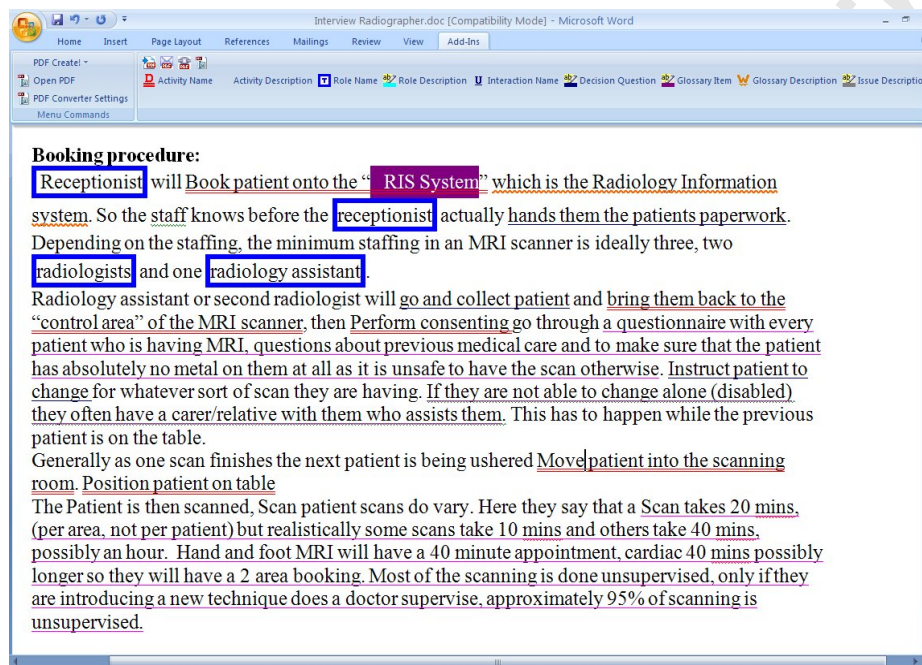 Interview Radiographer.doc [Compatibility Mode] - Microsoft Word
Home Insert Page Layout References Mailings Review View Add-Ins
PDF Create!
Open PDF
PDF Converter Settings
Menu Commands
D Activity Name Activity Description T Role Name Role Description U Interaction Name Decision Question Glossary Item Glossary Description Issue Descriptio
Booking procedure:
Receptionist will Book patient onto the “ RIS System” which is the Radiology Information
system. So the staff knows before the receptionist actually hands them the patients paperwork.
Depending on the staffing, the minimum staffing in an MRI scanner is ideally three, two
radiologists and one radiology assistant.
Radiology assistant or second radiologist will go and collect patient and bring them back to the
“control area” of the MRI scanner, then Perform consenting go through a questionnaire with every
patient who is having MRI, questions about previous medical care and to make sure that the patient
has absolutely no metal on them at all as it is unsafe to have the scan otherwise. Instruct patient to
change for whatever sort of scan they are having. If they are not able to change alone (disabled)
they often have a carer/relative with them who assists them. This has to happen while the previous
patient is on the table.
Generally as one scan finishes the next patient is being ushered Move patient into the scanning
room. Position patient on table
The Patient is then scanned, Scan patient scans do vary. Here they say that a Scan takes 20 mins,
(per area, not per patient) but realistically some scans take 10 mins and others take 40 mins,
possibly an hour. Hand and foot MRI will have a 40 minute appointment, cardiac 40 mins possibly
longer so they will have a 2 area booking. Most of the scanning is done unsupervised, only if they
are introducing a new technique does a doctor supervise, approximately 95% of scanning is
unsupervised.